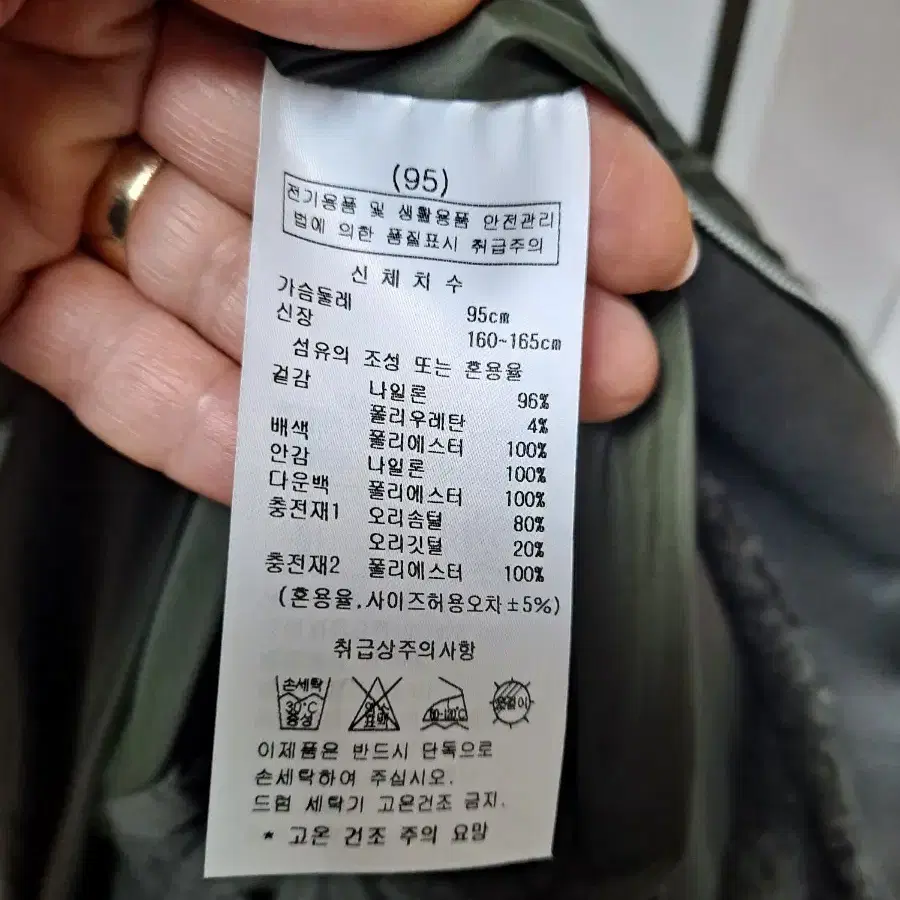 (95)
전기용품 및 생활용품 안전관리
법에 의한 품질표시 취급주의
신체치수
가슴둘레 95cm
신장 160~165cm
섬유의 조성 또는 혼용율
겉감 나일론 96%
폴리우레탄 4%
배색 폴리에스터 100%
안감 나일론 100%
다운백 폴리에스터 100%
충전재1 오리솜털 80%
오리깃털 20%
충전재2 폴리에스터 100%
(혼용율.사이즈허용오차±5%)
취급상주의사항
손세탁
30°C
중성
염소
표백
옷걸이
이제품은 반드시 단독으로
손세탁하여 주십시오.
드럼 세탁기 고온건조 금지.
* 고온 건조 주의 요망